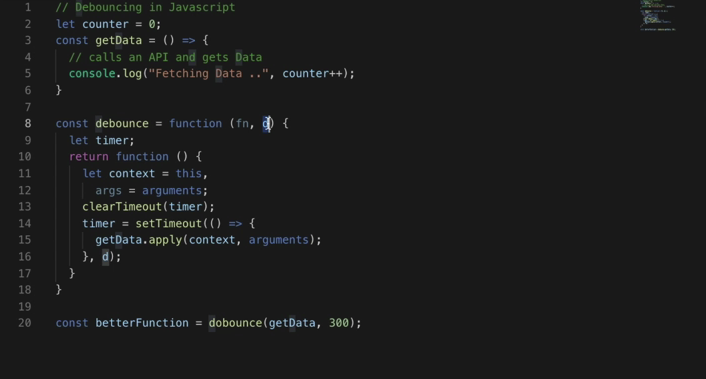 1 // Debouncing in Javascript
2 let counter = 0;
3 const getData = () => {
4 // calls an API and gets Data
5 console.log("Fetching Data ..", counter++);
6 }
7
8 const debounce = function (fn, d) {
9 let timer;
10 return function () {
11 let context = this,
12 args = arguments;
13 clearTimeout(timer);
14 timer = setTimeout(() => {
15 getData.apply(context, arguments);
16 }, d);
17 }
18 }
19
20 const betterFunction = dobounce(getData, 300);